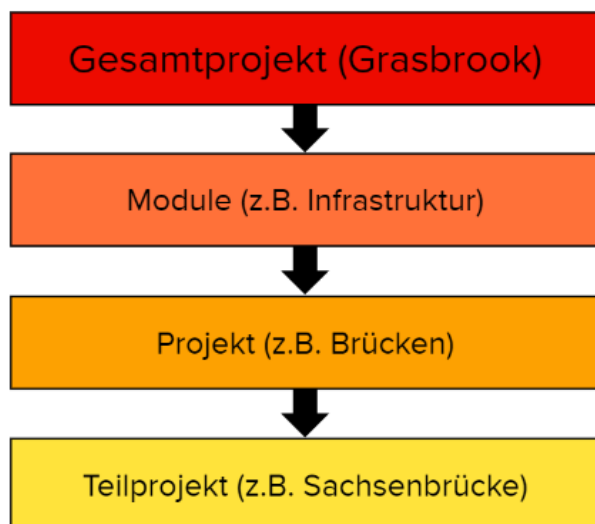 Gesamtprojekt (Grasbrook)
Module (z.B. Infrastruktur)
Projekt (z.B. Brücken)
Teilprojekt (z.B. Sachsenbrücke)